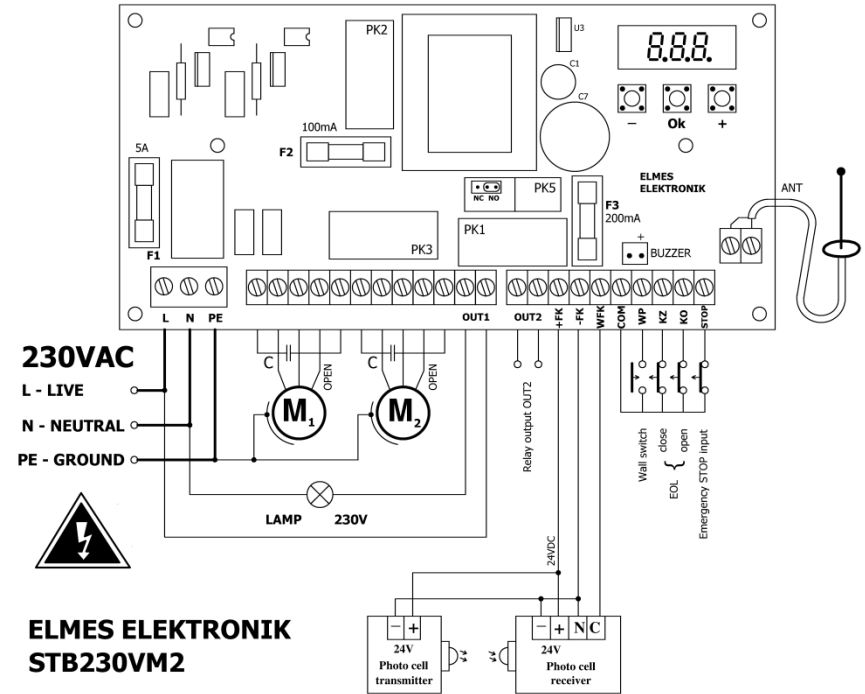 PK2
U3
8.8.8.
C1
C7
− Ok +
100mA
F2
5A
F1
ELMES
ELEKTRONIK
ANT
NC NO
PK5
F3
200mA
PK3
PK1
+
BUZZER
L N PE
OUT1
OUT2
+FK
-FK
WFK
COM
WP
KZ
KO
STOP
230VAC
L - LIVE
N - NEUTRAL
PE - GROUND
C
OPEN
M1
C
OPEN
M2
LAMP 230V
Relay output OUT2
Wall switch
close
open
EOL {
Emergency STOP input
24VDC
− +
24V
Photo cell
transmitter
− + N C
24V
Photo cell
receiver
ELMES ELEKTRONIK
STB230VM2